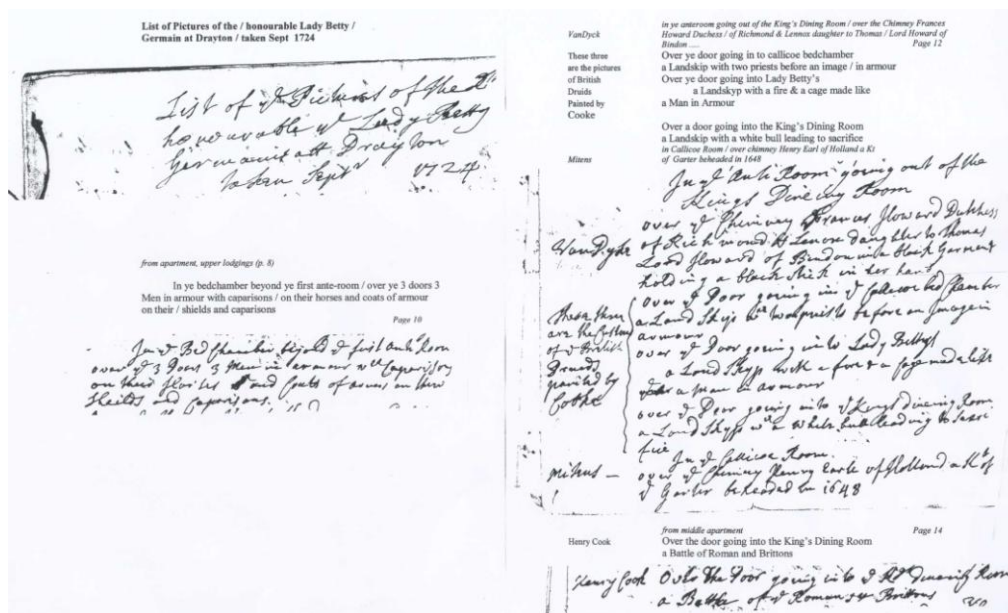 List of Pictures of the / honourable Lady Betty /
Germain at Drayton / taken Sept 1724
List of ye Pictures of the
honourable ye Lady Betty
Germain att Drayton
taken Septr 1724
from apartment, upper lodgings (p. 8)
In ye bedchamber beyond ye first ante-room / over ye 3 doors 3
Men in armour with caparisons / on their horses and coats of armour
on their / shields and caparisons
Page 10
In ye Bed Chamber beyond ye first Anti Room
over ye 3 Doors 3 Men in armour wth Caparisons
on their Horses and Coats of armes on their
Sheilds and Caparisons.
in ye anteroom going out of the King's Dining Room / over the Chimney Frances
VanDyck Howard Duchess / of Richmond & Lennox daughter to Thomas / Lord Howard of
Bindon .....
Page 12
These three Over ye door going in to callicoe bedchamber
are the pictures a Landskip with two priests before an image / in armour
of British Over ye door going into Lady Betty's
Druids a Landskyp with a fire & a cage made like
Painted by a Man in Armour
Cooke
Over a door going into the King's Dining Room
a Landskip with a white bull leading to sacrifice
in Callicoe Room / over chimney Henry Earl of Holland a Kt
Mitens of Garter beheaded in 1648
In ye Anti Room going out of the
Kings Dineing Room
over ye Chimney Frances Howard Dutchess
VanDyke of Richmond & Lenox daughter to Thomas
Lord Howard of Bindon in a black Garment
holding a black stick in her hand
over ye Door going in ye Callicoe bed Chamber
These three a Land Skip wth two preists before an Image in
are the Pictures armour
of ye British over ye Door going in to Lady Bettys
Druids a Land Skyp with a fire & a Cage made like
painted by a man in armour
Cooke over ye Door going into ye Kings dineing Room
a Land Skyp wth a White bull leading to Sacri
fice
In ye Callicoe Room.
mitens – over ye Chimney Henry Earle of Holland a Kt of
ye Garter beheaded in 1648
from middle apartment Page 14
Henry Cook Over the door going into the King's Dining Room
a Battle of Roman and Brittons
Henry Cook Over The Door going into ye Kgs Dineing Room
a Battle of ye Romans & Brittons